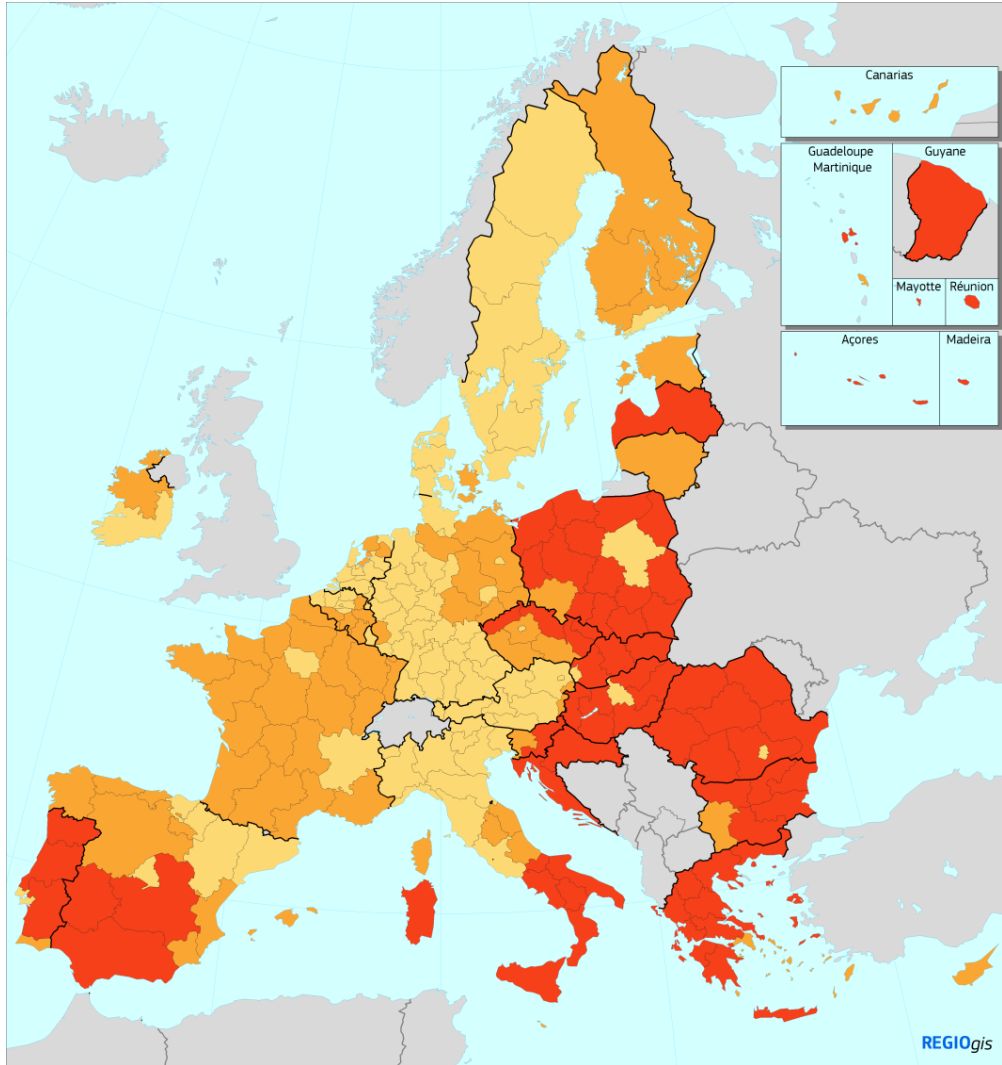 Canarias
Guadeloupe
Martinique
Guyane
Mayotte
Réunion
Açores
Madeira
REGIOgis